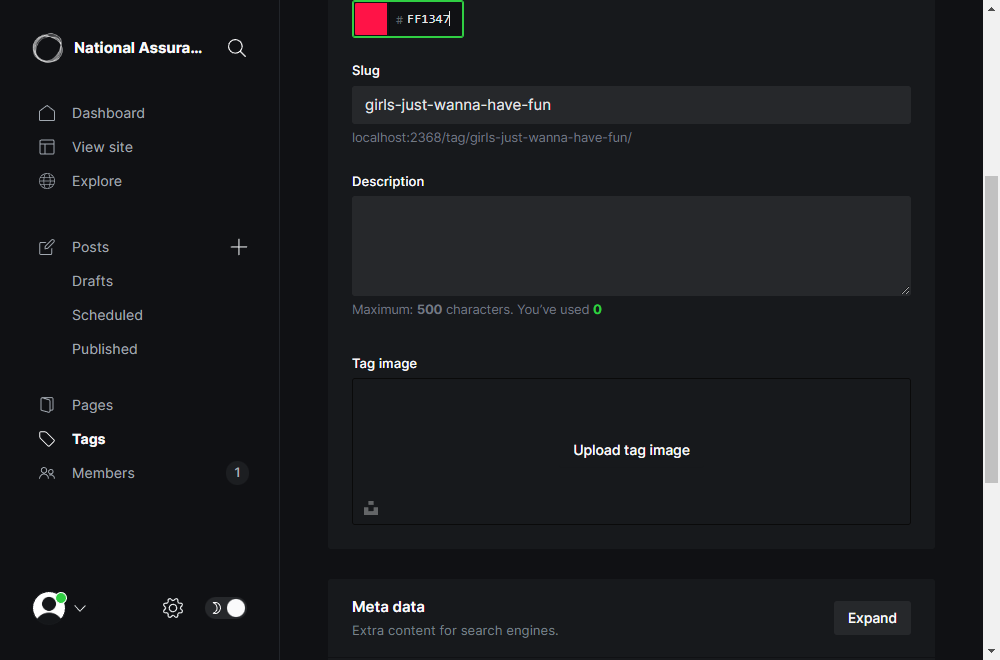 National Assura...
Dashboard
View site
Explore
Posts
Drafts
Scheduled
Published
Pages
Tags
Members
1
# FF1347
Slug
girls-just-wanna-have-fun
localhost:2368/tag/girls-just-wanna-have-fun/
Description
Maximum: 500 characters. You’ve used 0
Tag image
Upload tag image
Meta data
Extra content for search engines.
Expand